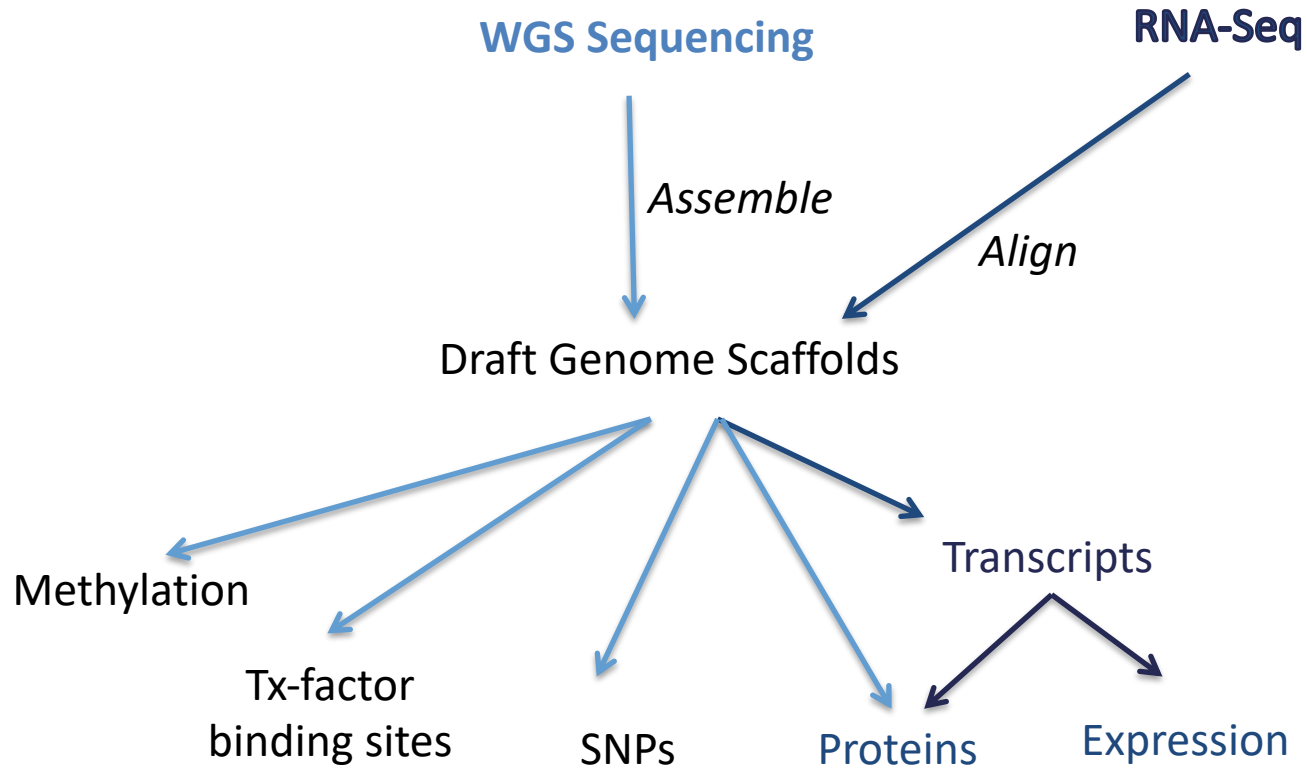 WGS Sequencing
RNA-Seq
Assemble
Align
Draft Genome Scaffolds
Methylation
Transcripts
Tx-factor
binding sites
SNPs
Proteins
Expression